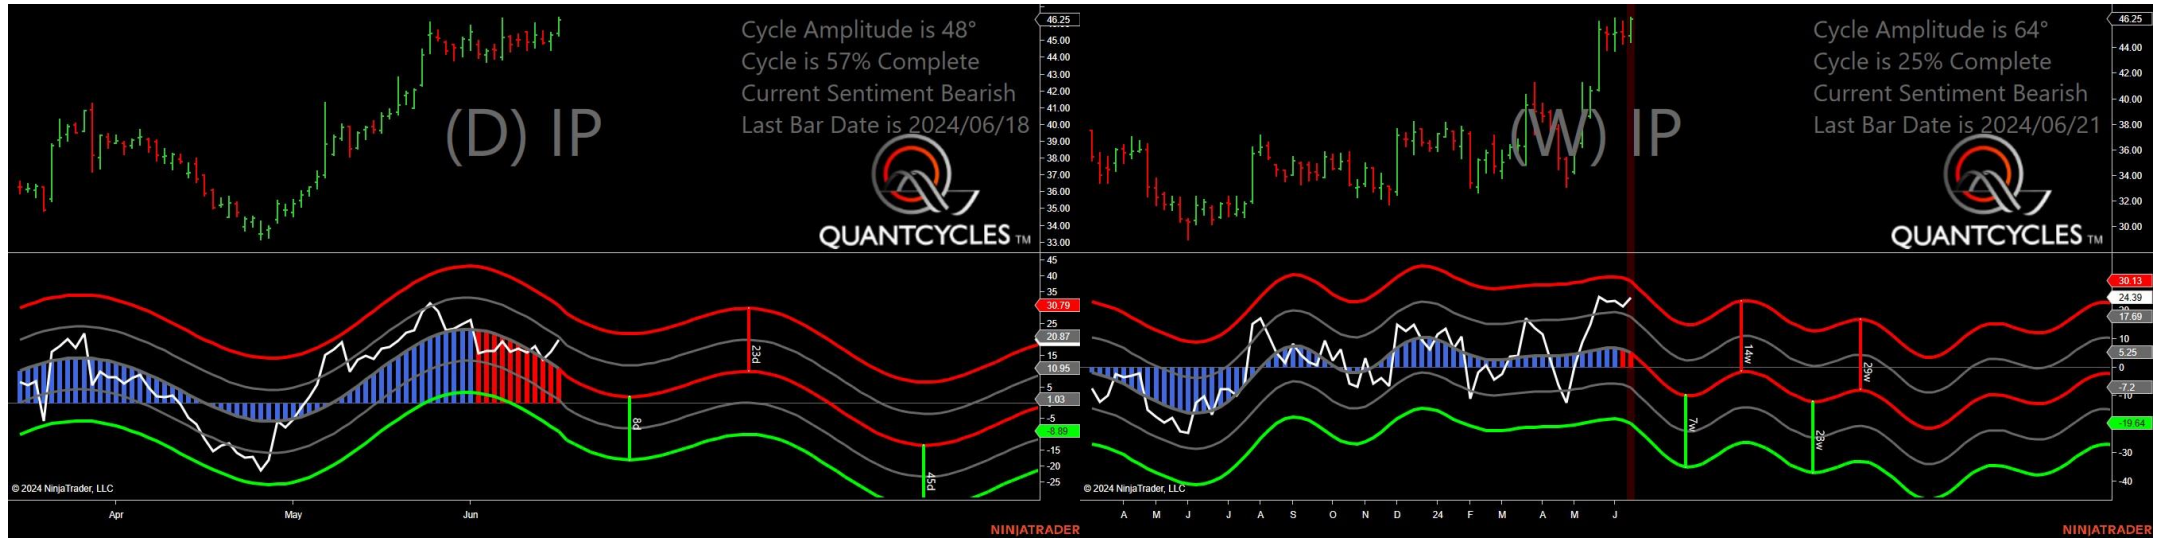 Cycle Amplitude is 48°
Cycle is 57% Complete
Current Sentiment Bearish
Last Bar Date is 2024/06/18
(D) IP
QUANTCYCLES TM
46.25
45.00
44.00
43.00
42.00
41.00
40.00
39.00
38.00
37.00
36.00
35.00
34.00
33.00
45
40
35
30.79
25
20.87
15
10.95
5
1.03
-5
-8.89
-15
-20
-25
23d
8d
45d
© 2024 NinjaTrader, LLC
Apr
May
Jun
NINJATRADER
Cycle Amplitude is 64°
Cycle is 25% Complete
Current Sentiment Bearish
Last Bar Date is 2024/06/21
(W) IP
QUANTCYCLES TM
46.25
44.00
42.00
40.00
38.00
36.00
34.00
32.00
30.00
30.13
24.39
17.69
10
5.25
0
-7.2
-10
-19.64
-30
-40
14w
29w
7w
28w
© 2024 NinjaTrader, LLC
A M J J A S O N D 24 F M A M J
NINJATRADER